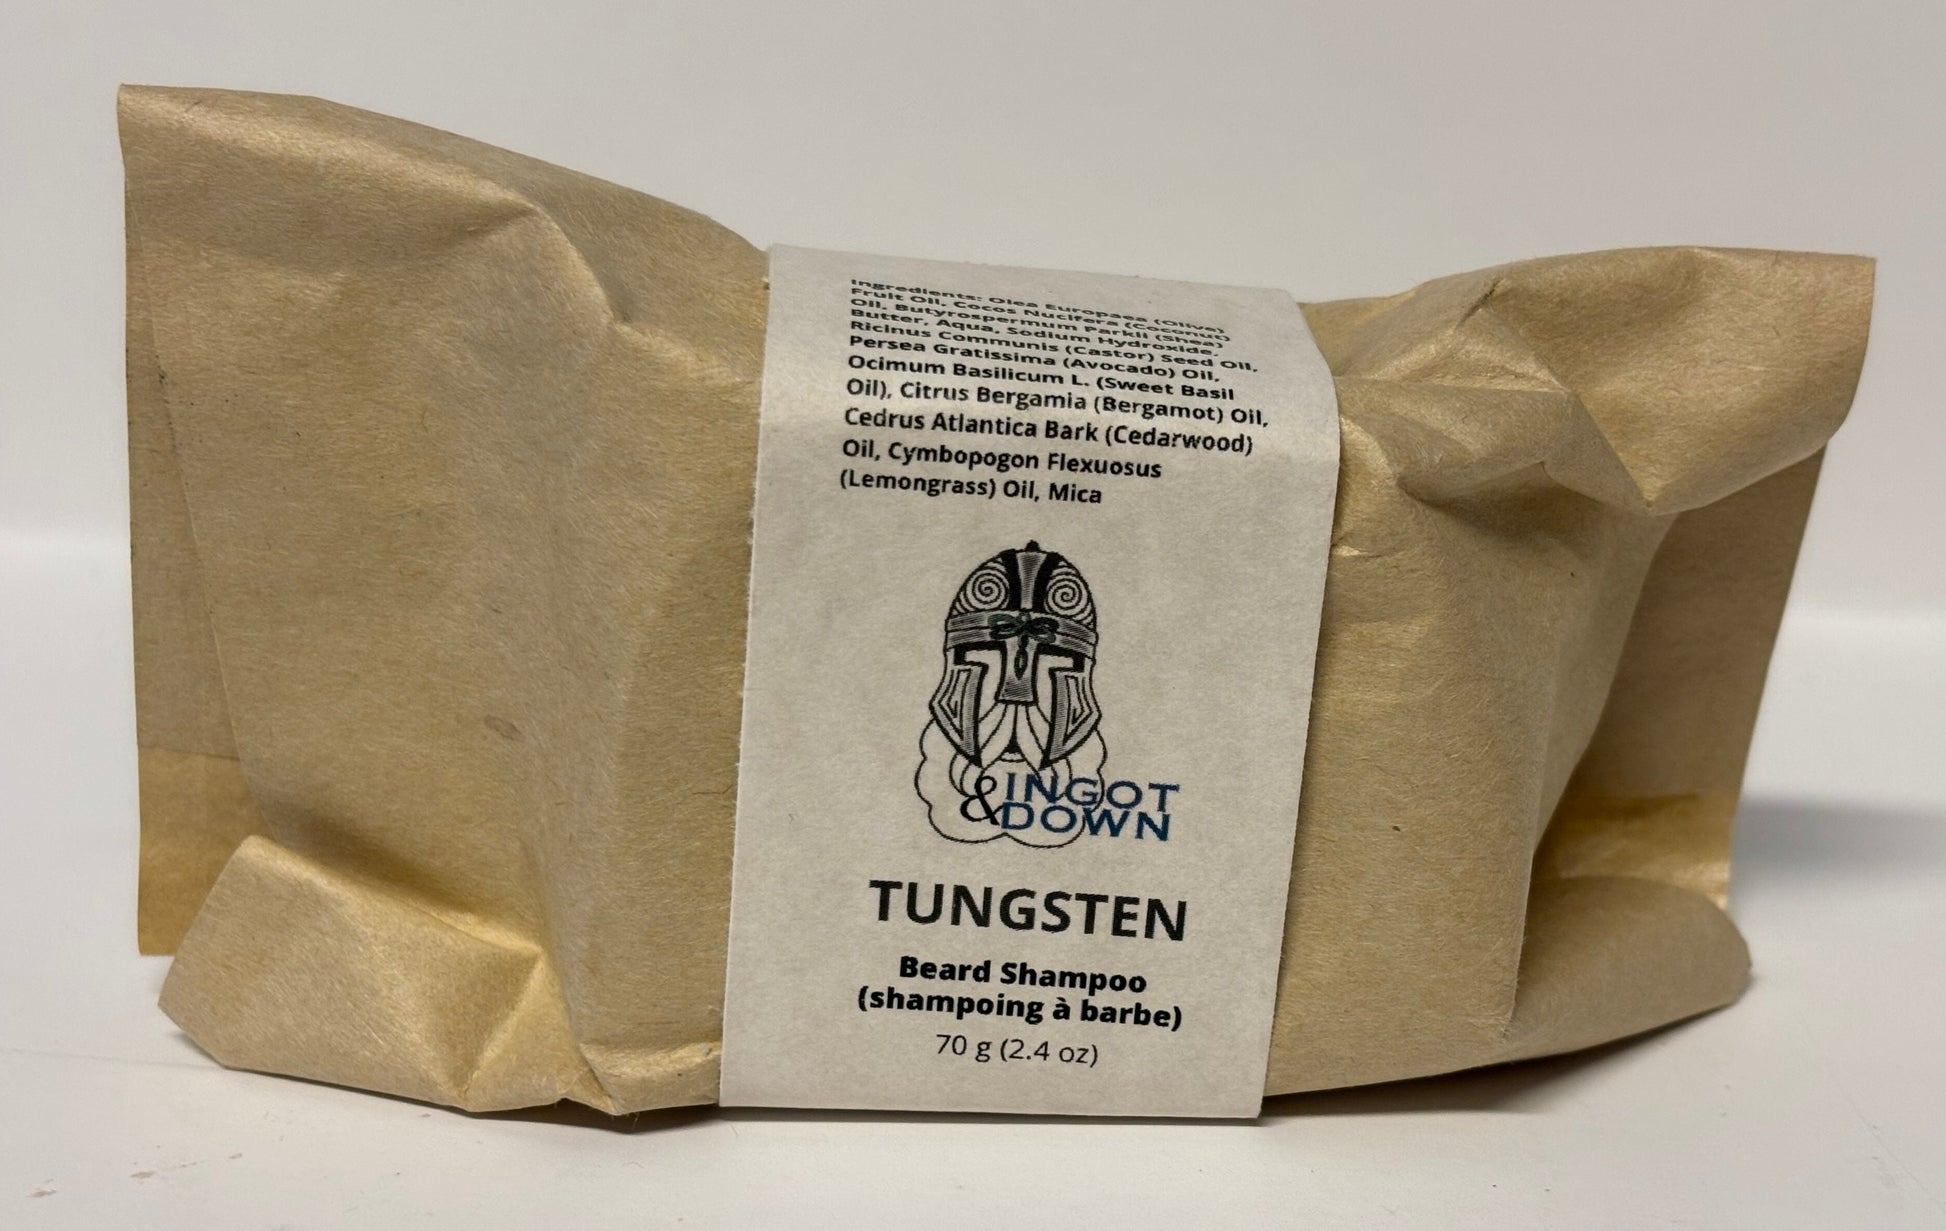 Ingredients: Olea Europaea (Olive)
Fruit Oil, Cocos Nucifera (Coconut)
Oil, Butyrospermum Parkii (Shea)
Butter, Aqua, Sodium Hydroxide,
Ricinus Communis (Castor) Seed Oil,
Persea Gratissima (Avocado) Oil,
Ocimum Basilicum L. (Sweet Basil
Oil), Citrus Bergamia (Bergamot) Oil,
Cedrus Atlantica Bark (Cedarwood)
Oil, Cymbopogon Flexuosus
(Lemongrass) Oil, Mica
INGOT
& DOWN
TUNGSTEN
Beard Shampoo
(shampoing à barbe)
70 g (2.4 oz)